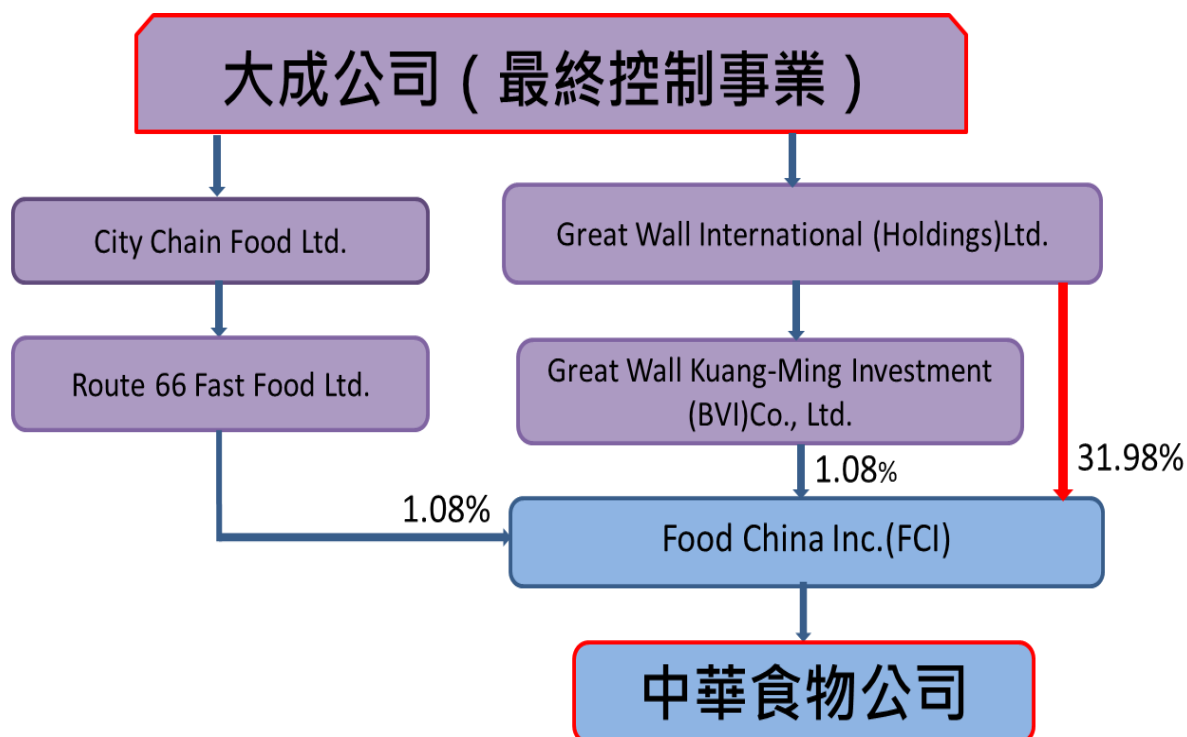 大成公司（最終控制事業）
City Chain Food Ltd.
Great Wall International (Holdings)Ltd.
Route 66 Fast Food Ltd.
Great Wall Kuang-Ming Investment
(BVI)Co., Ltd.
31.98%
1.08%
1.08%
Food China Inc.(FCI)
中華食物公司